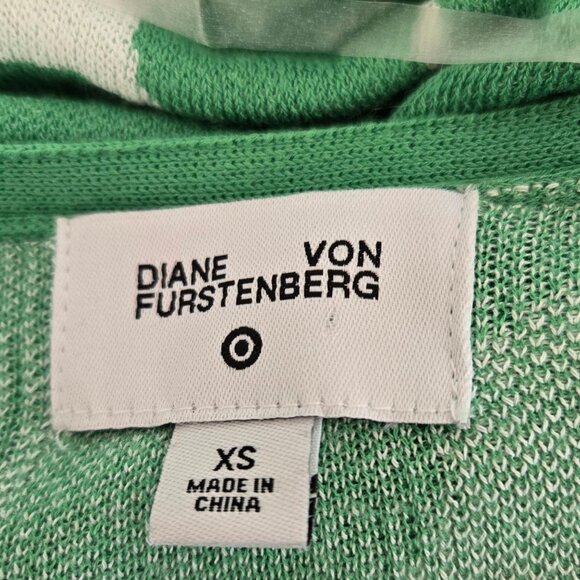 DIANE VON
FURSTENBERG
XS
MADE IN
CHINA